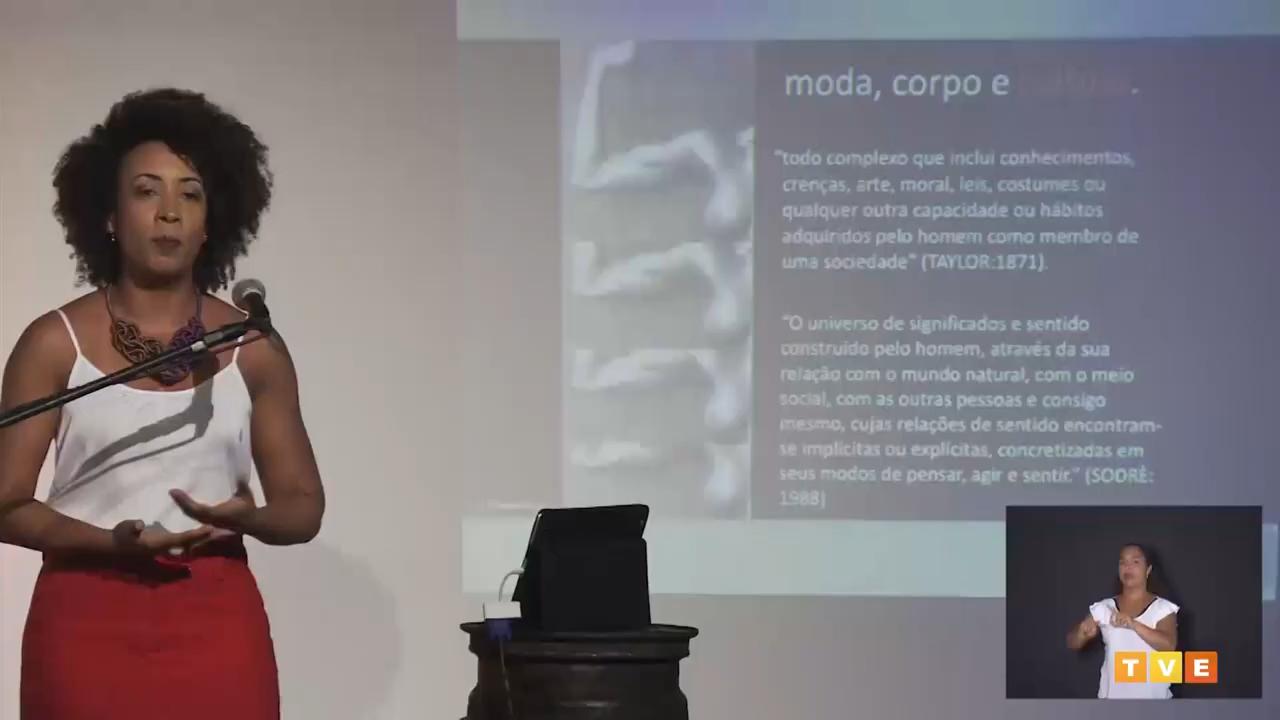 moda, corpo e
"todo complexo que inclui conhecimentos,
crenças, arte, moral, leis, costumes ou
qualquer outra capacidade ou hábitos
adquiridos pelo homem como membro de
uma sociedade" (TAYLOR:1871).
"O universo de significados e sentido
construído pelo homem, através da sua
relação com o mundo natural, com o meio
social, com as outras pessoas e consigo
mesmo, cujas relações de sentido encontram-
se implícitas ou explícitas, concretizadas em
seus modos de pensar, agir e sentir." (SODRÉ:
1988)
TVE